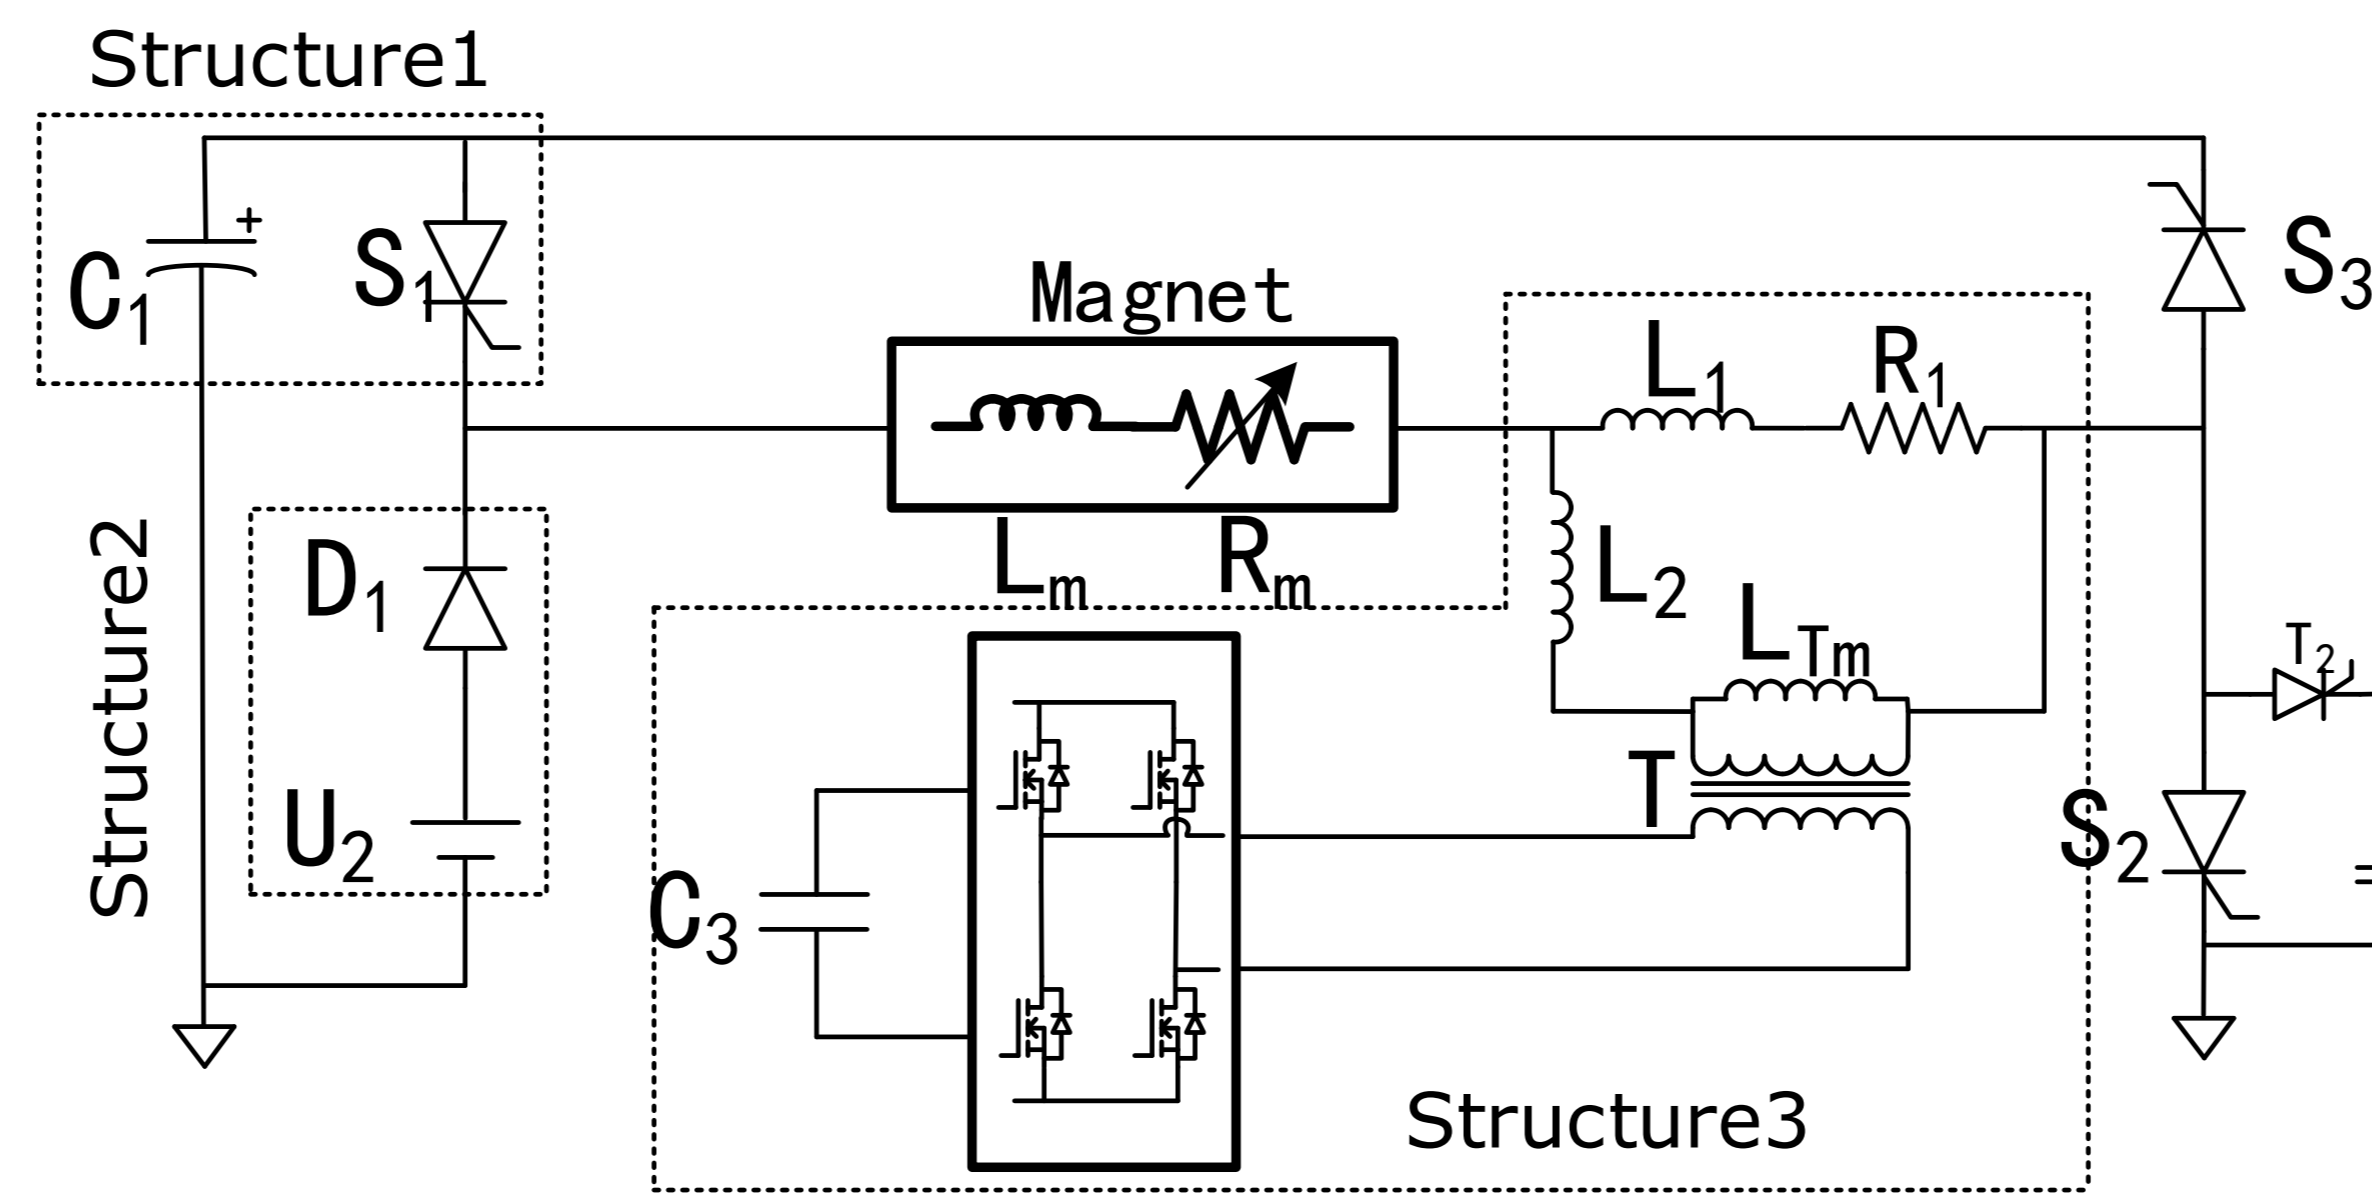 Structure1
+
C1
S1
S3
Magnet
L1
R1
Structure2
D1
Lm
Rm
L2
LTm
T2
U2
T
S2
C3
Structure3